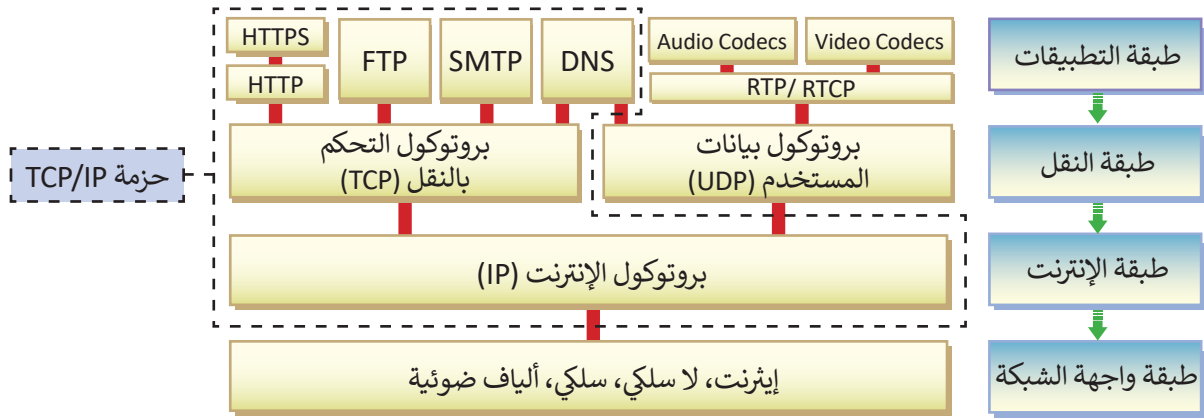 HTTPS
HTTP
FTP
SMTP
DNS
Audio Codecs
Video Codecs
RTP/ RTCP
طبقة التطبيقات
بروتوكول التحكم
بالنقل (TCP)
بروتوكول بيانات
المستخدم (UDP)
طبقة النقل
حزمة TCP/IP
بروتوكول الإنترنت (IP)
طبقة الإنترنت
إيثرنت، لا سلكي، سلكي، ألياف ضوئية
طبقة واجهة الشبكة